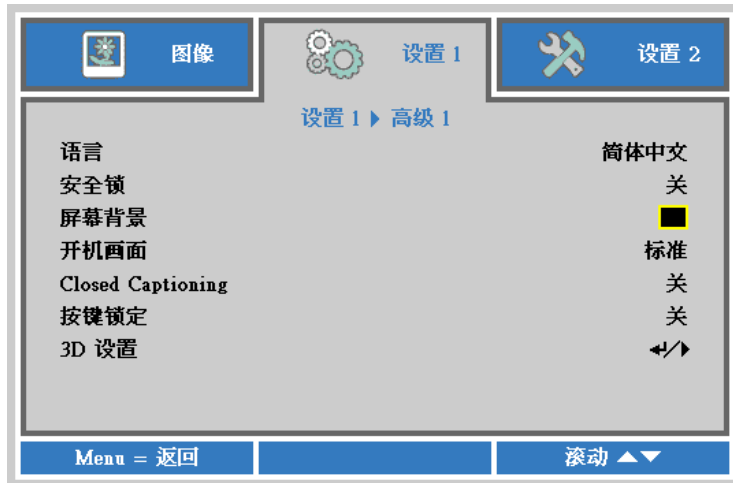 图像 设置 1 设置 2
设置 1 ▶ 高级 1
语言 简体中文
安全锁 关
屏幕背景
开机画面 标准
Closed Captioning 关
按键锁定 关
3D 设置 ↵/▶
Menu = 返回 滚动 ▲▼